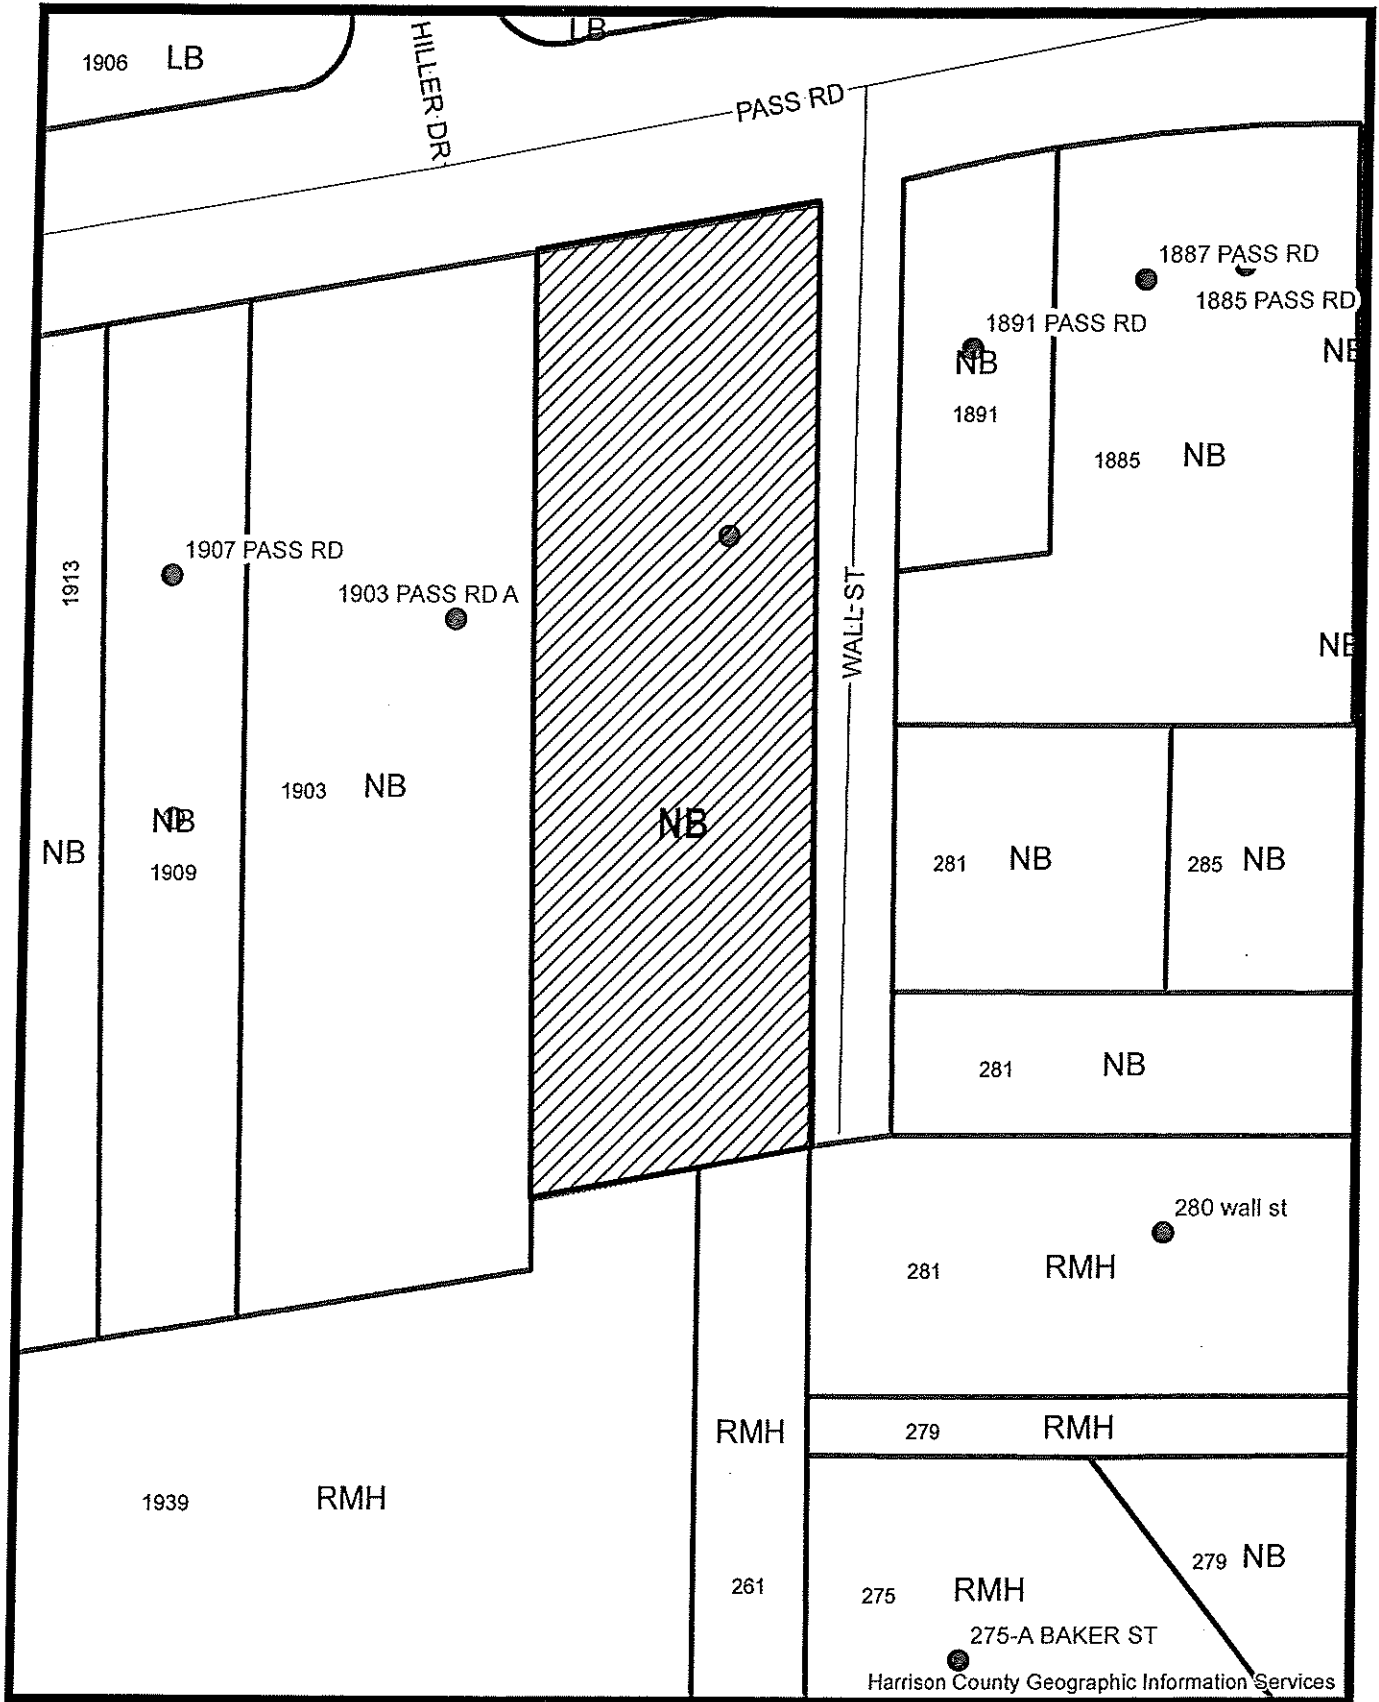 1906 LB
LB
HILLER DR
PASS RD
1887 PASS RD
1885 PASS RD
1891 PASS RD
NB
NB
1891
1885 NB
1907 PASS RD
1903 PASS RD A
1913
WALL ST
NB
1903 NB
NB
NB
NB
1909
281 NB
285 NB
281 NB
280 wall st
281 RMH
RMH
279 RMH
1939 RMH
279 NB
261
275 RMH
275-A BAKER ST
Harrison County Geographic Information Services